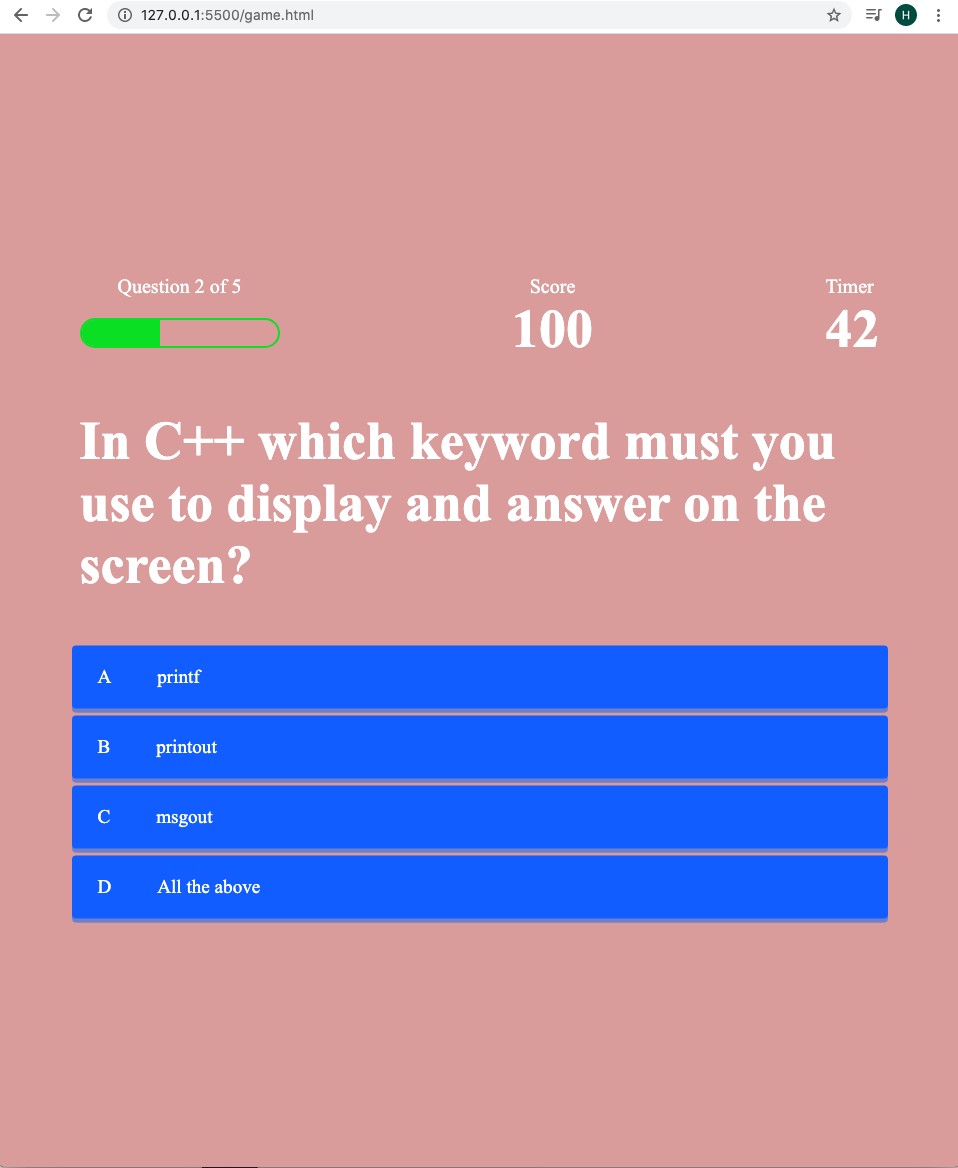 127.0.0.1:5500/game.html
H
Question 2 of 5
Score
Timer
100
42
In C++ which keyword must you
use to display and answer on the
screen?
A printf
B printout
C msgout
D All the above